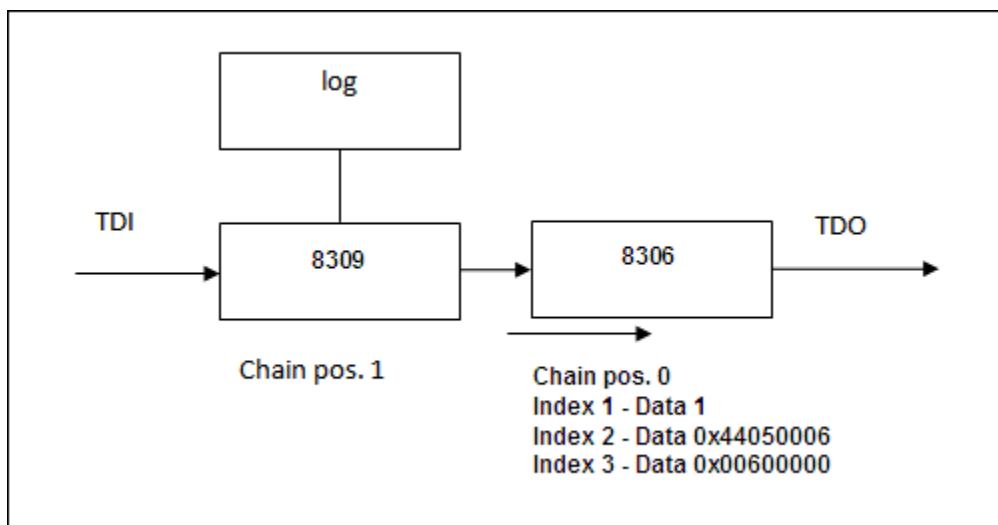 log
TDI
8309
8306
TDO
Chain pos. 1
Chain pos. 0
Index 1 - Data 1
Index 2 - Data 0x44050006
Index 3 - Data 0x00600000